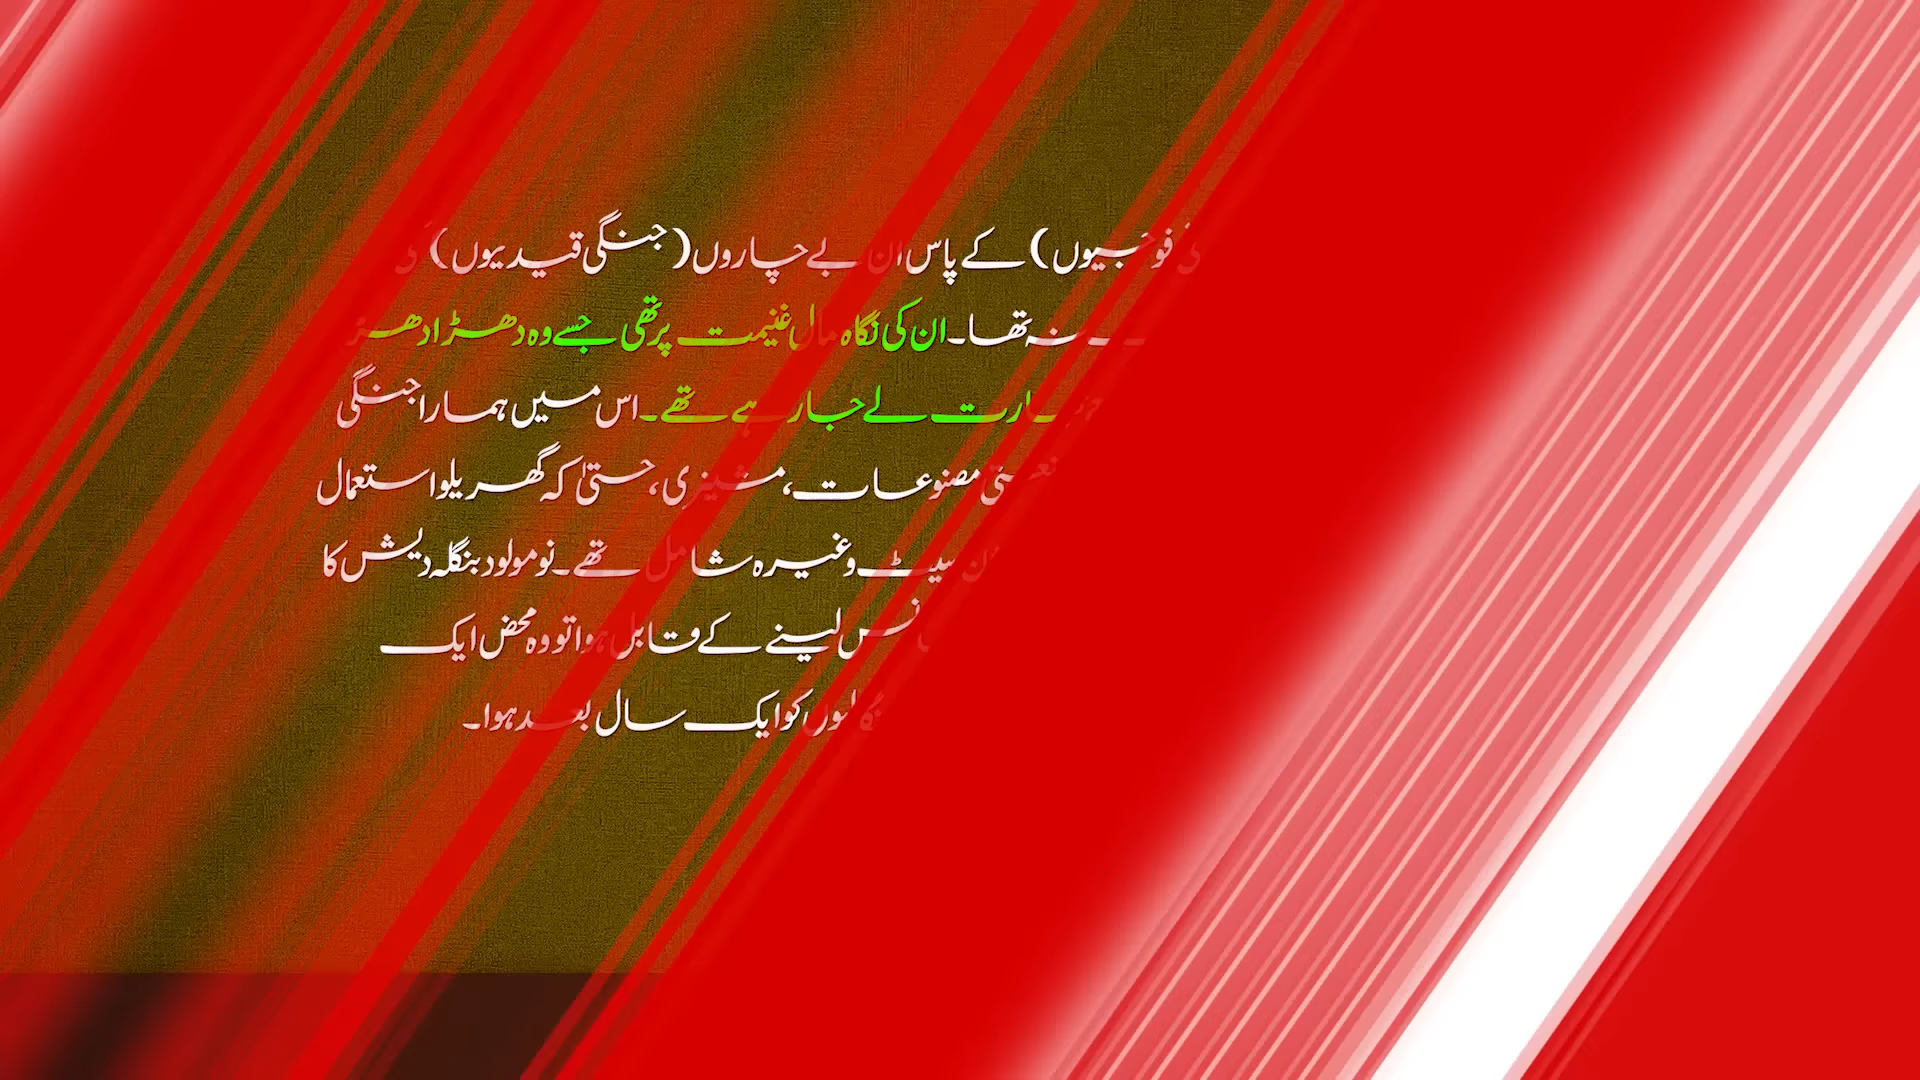 فوجیوں) کے پاس ان بے چاروں (جنگی قیدیوں)
نہ تھا۔ ان کی نگاہ مال غنیمت پر تھی جسے وہ دھڑا دھڑ
لے جا رہے تھے۔ اس میں ہمارا جنگی
مصنوعات، مشینری، حتیٰ کہ گھریلو استعمال
سیٹ وغیرہ شامل تھے۔ نومولود بنگلہ دیش کا
لینے کے قابل ہوا تو وہ محض ایک
کو ایک سال بعد ہوا۔